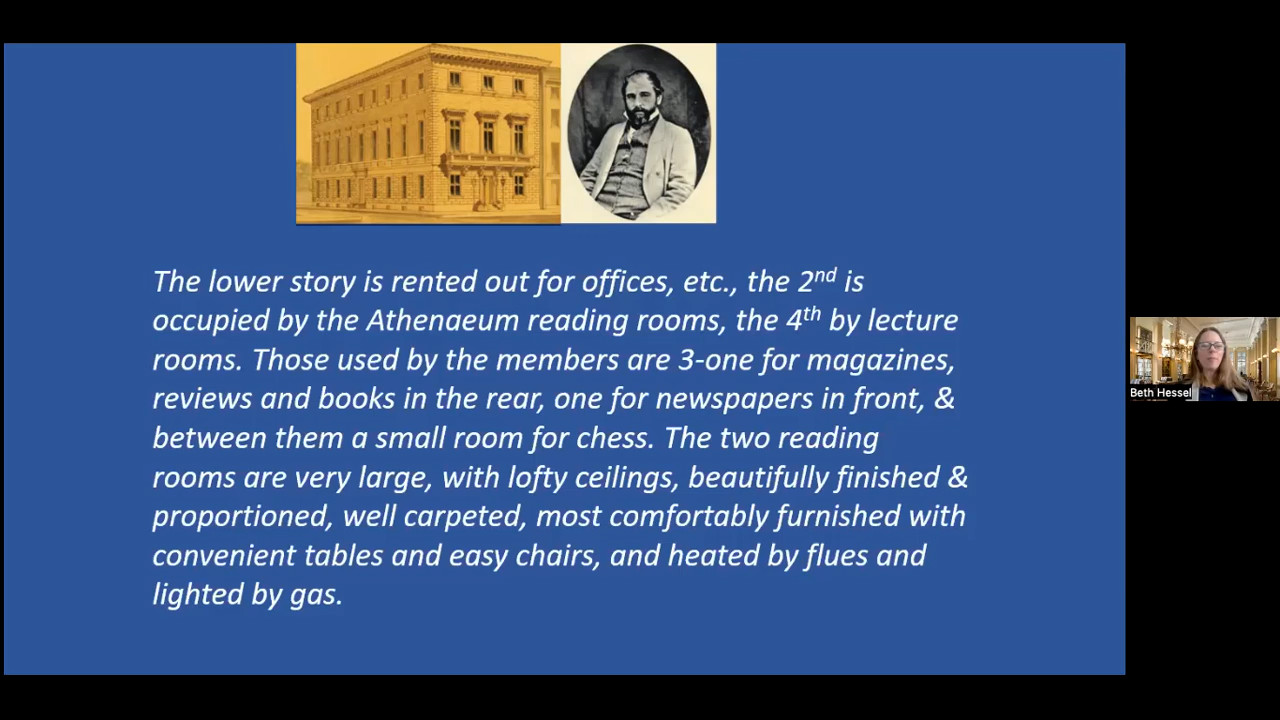 The lower story is rented out for offices, etc., the 2nd is
occupied by the Athenaeum reading rooms, the 4th by lecture
rooms. Those used by the members are 3-one for magazines,
reviews and books in the rear, one for newspapers in front, &
between them a small room for chess. The two reading
rooms are very large, with lofty ceilings, beautifully finished &
proportioned, well carpeted, most comfortably furnished with
convenient tables and easy chairs, and heated by flues and
lighted by gas.
Beth Hessel